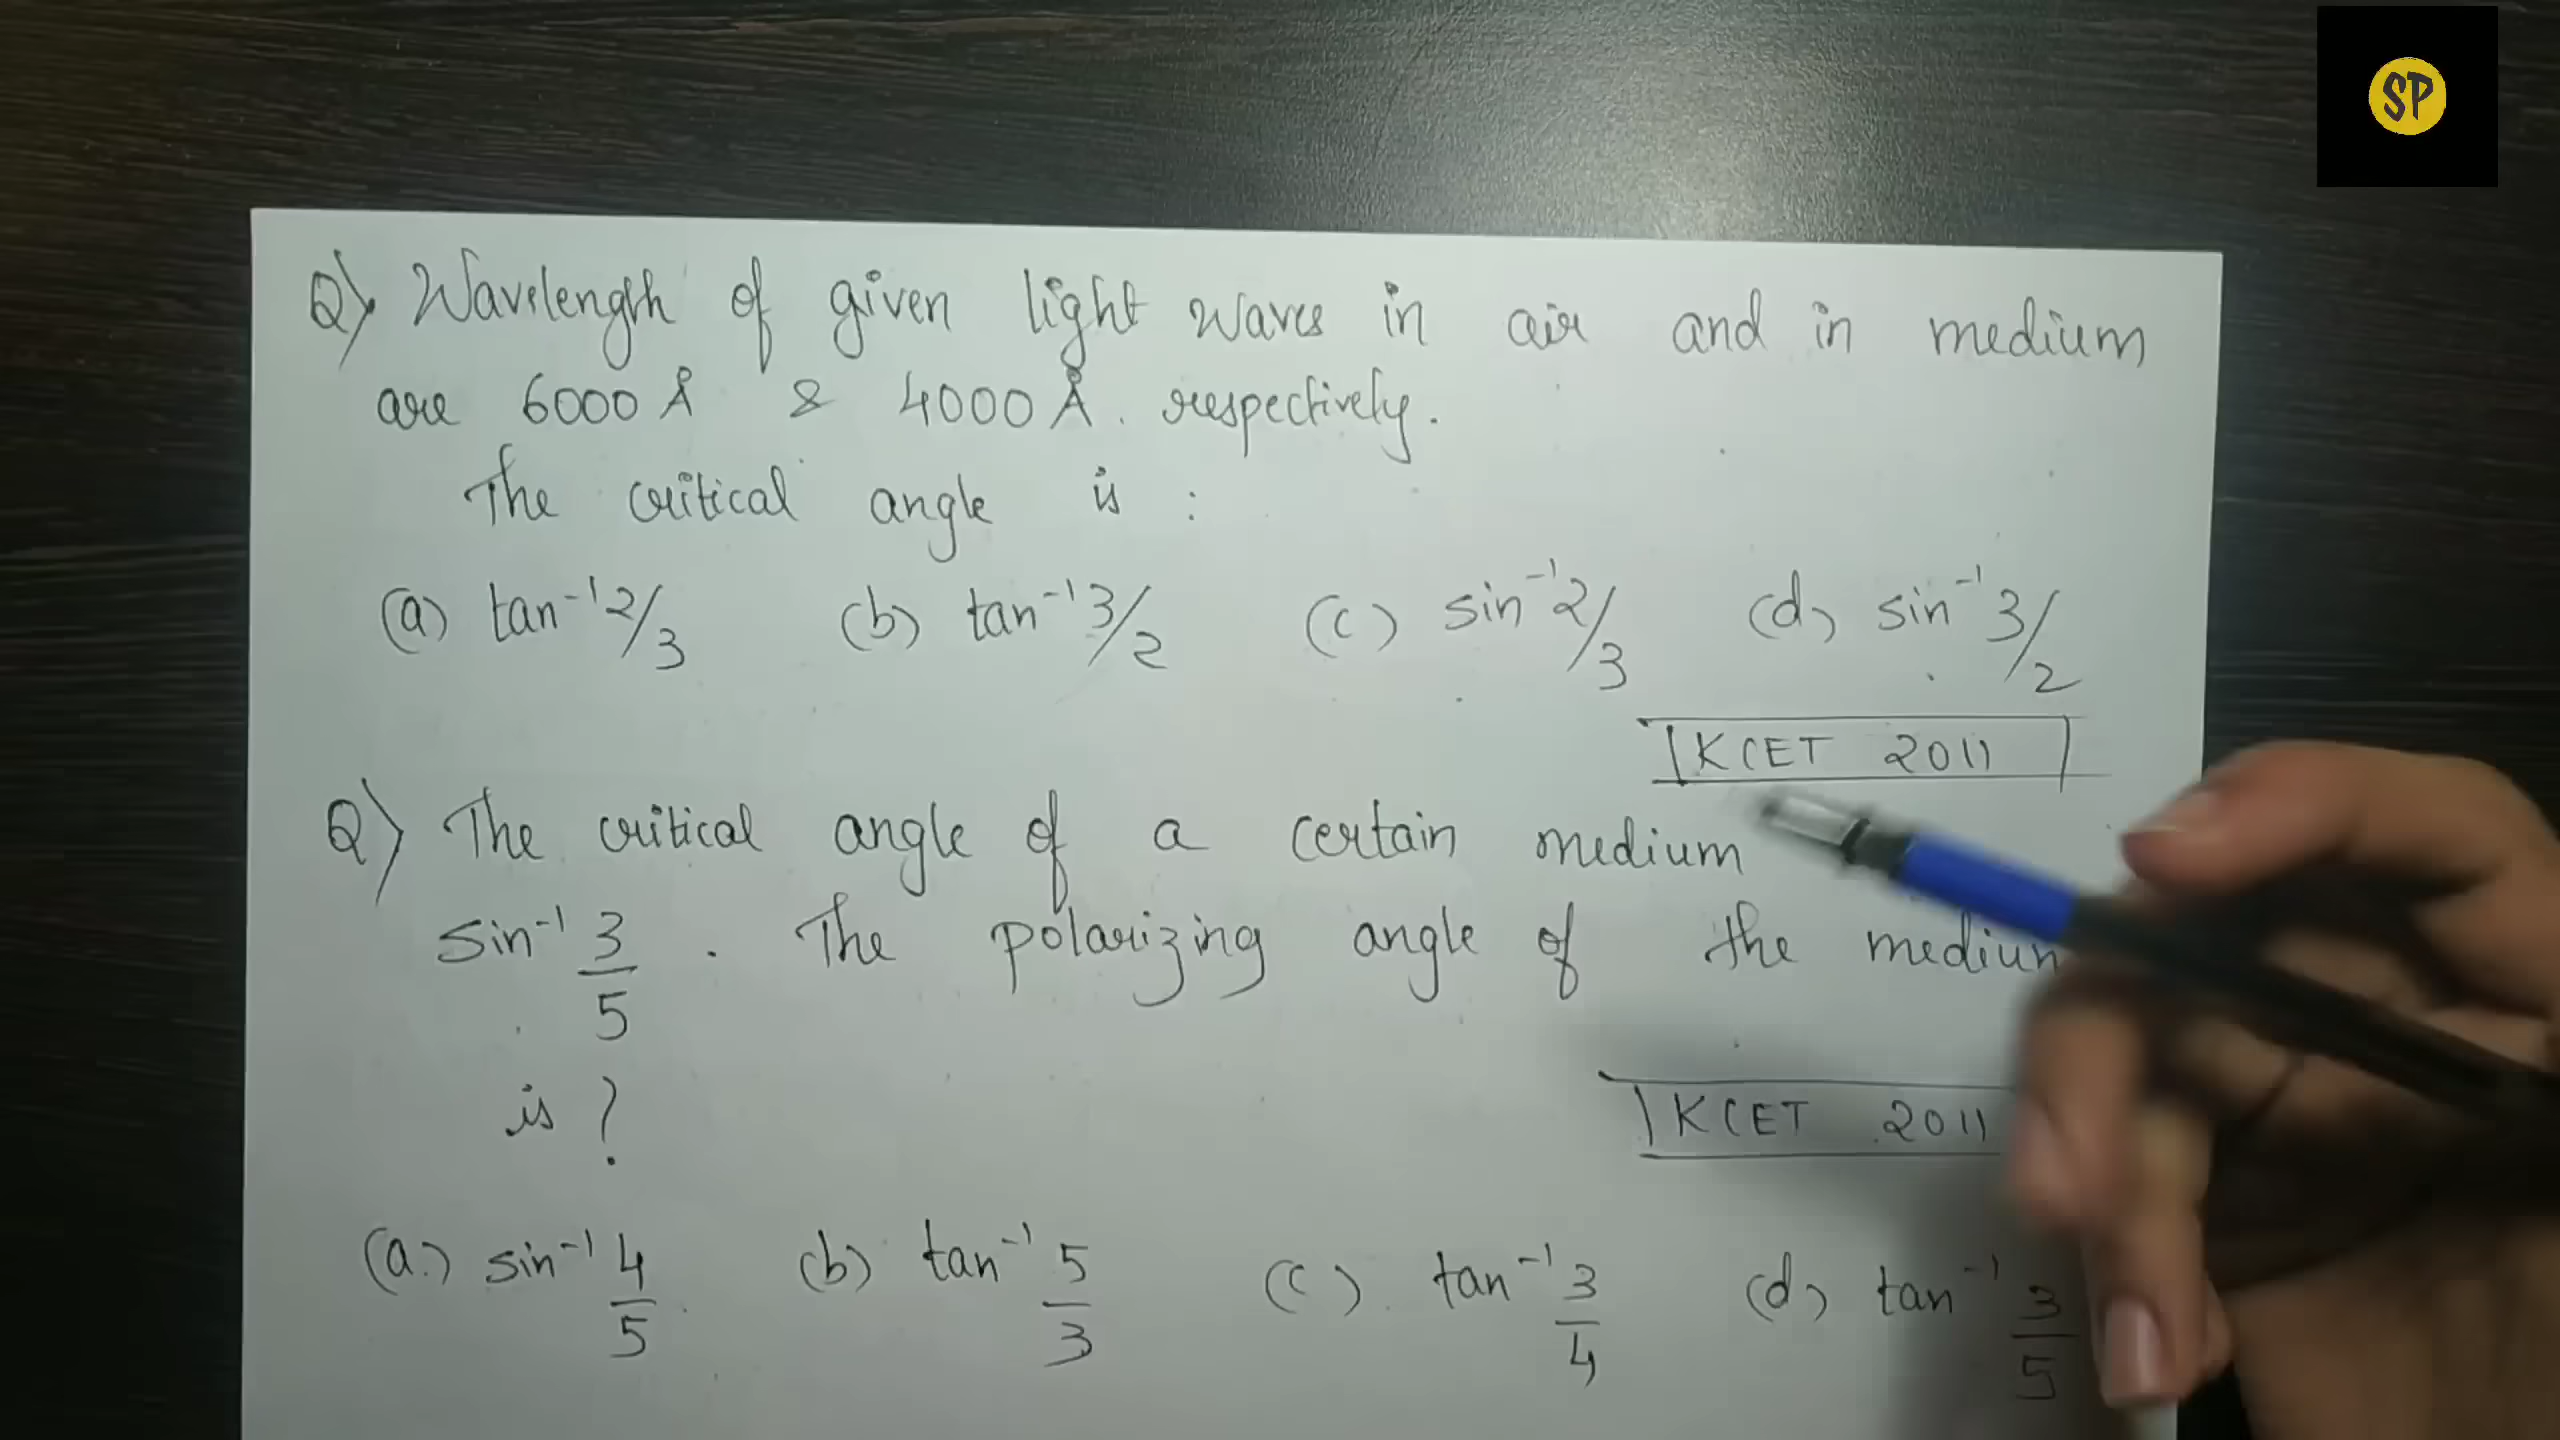 SP
Q) Wavelength of given light waves in air and in medium
are 6000 Å & 4000 Å. respectively.
The critical angle is :
(a) tan⁻¹ 2/3 (b) tan⁻¹ 3/2 (c) sin⁻¹ 2/3 (d) sin⁻¹ 3/2
KCET 2011
Q) The critical angle of a certain medium
sin⁻¹ 3/5 . The polarizing angle of the medium
is ?
KCET 2011
(a.) sin⁻¹ 4/5 (b) tan⁻¹ 5/3 (c) tan⁻¹ 3/4 (d) tan⁻¹ 3/5